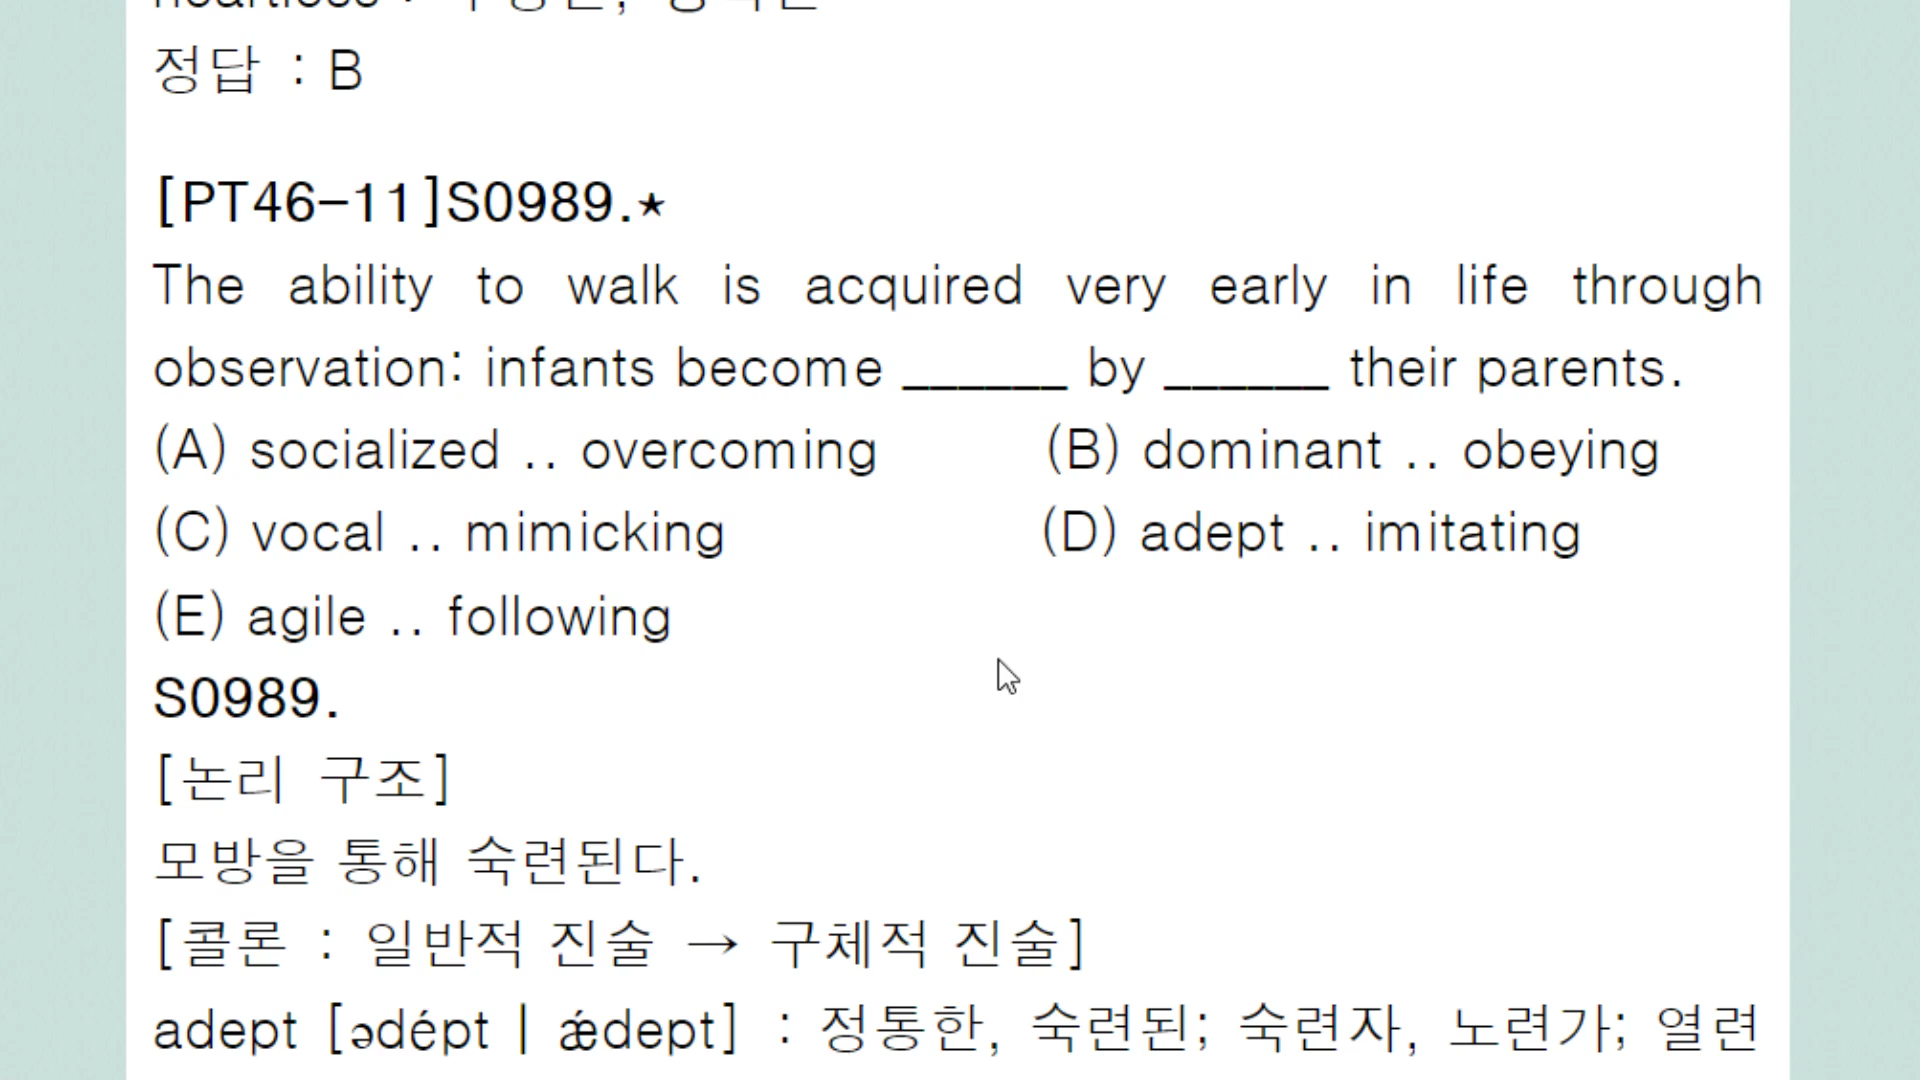 정답 : B
[PT46-11]S0989.★
The ability to walk is acquired very early in life through
observation: infants become ______ by ______ their parents.
(A) socialized .. overcoming (B) dominant .. obeying
(C) vocal .. mimicking (D) adept .. imitating
(E) agile .. following
S0989.
[논리 구조]
모방을 통해 숙련된다.
[콜론 : 일반적 진술 → 구체적 진술]
adept [ədépt | ǽdept] : 정통한, 숙련된; 숙련자, 노련가; 열련